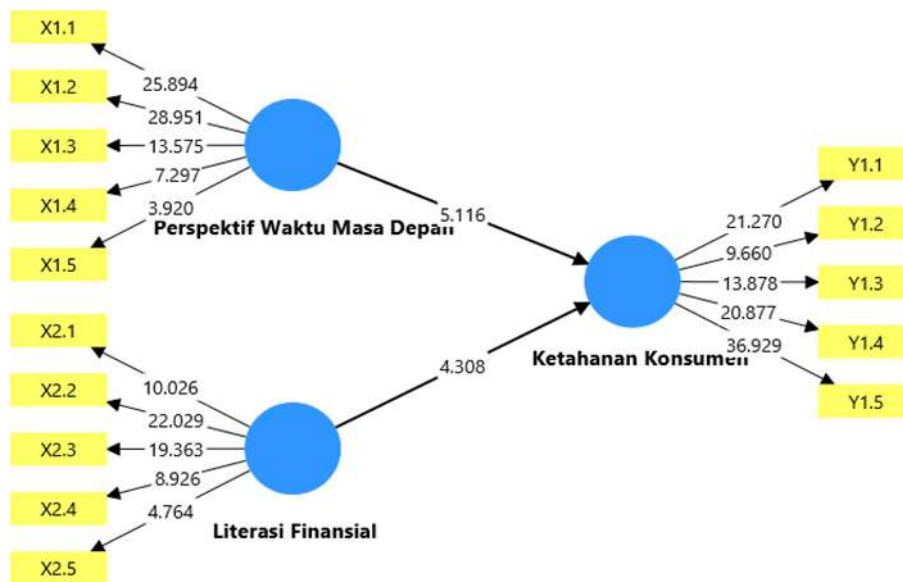 X1.1
25.894
X1.2
28.951
X1.3
13.575
X1.4
7.297
X1.5
3.920
Perspektif Waktu Masa Depan
5.116
X2.1
10.026
X2.2
22.029
X2.3
19.363
X2.4
8.926
X2.5
4.764
Literasi Finansial
4.308
Ketahanan Konsumen
Y1.1
21.270
Y1.2
9.660
Y1.3
13.878
Y1.4
20.877
Y1.5
36.929